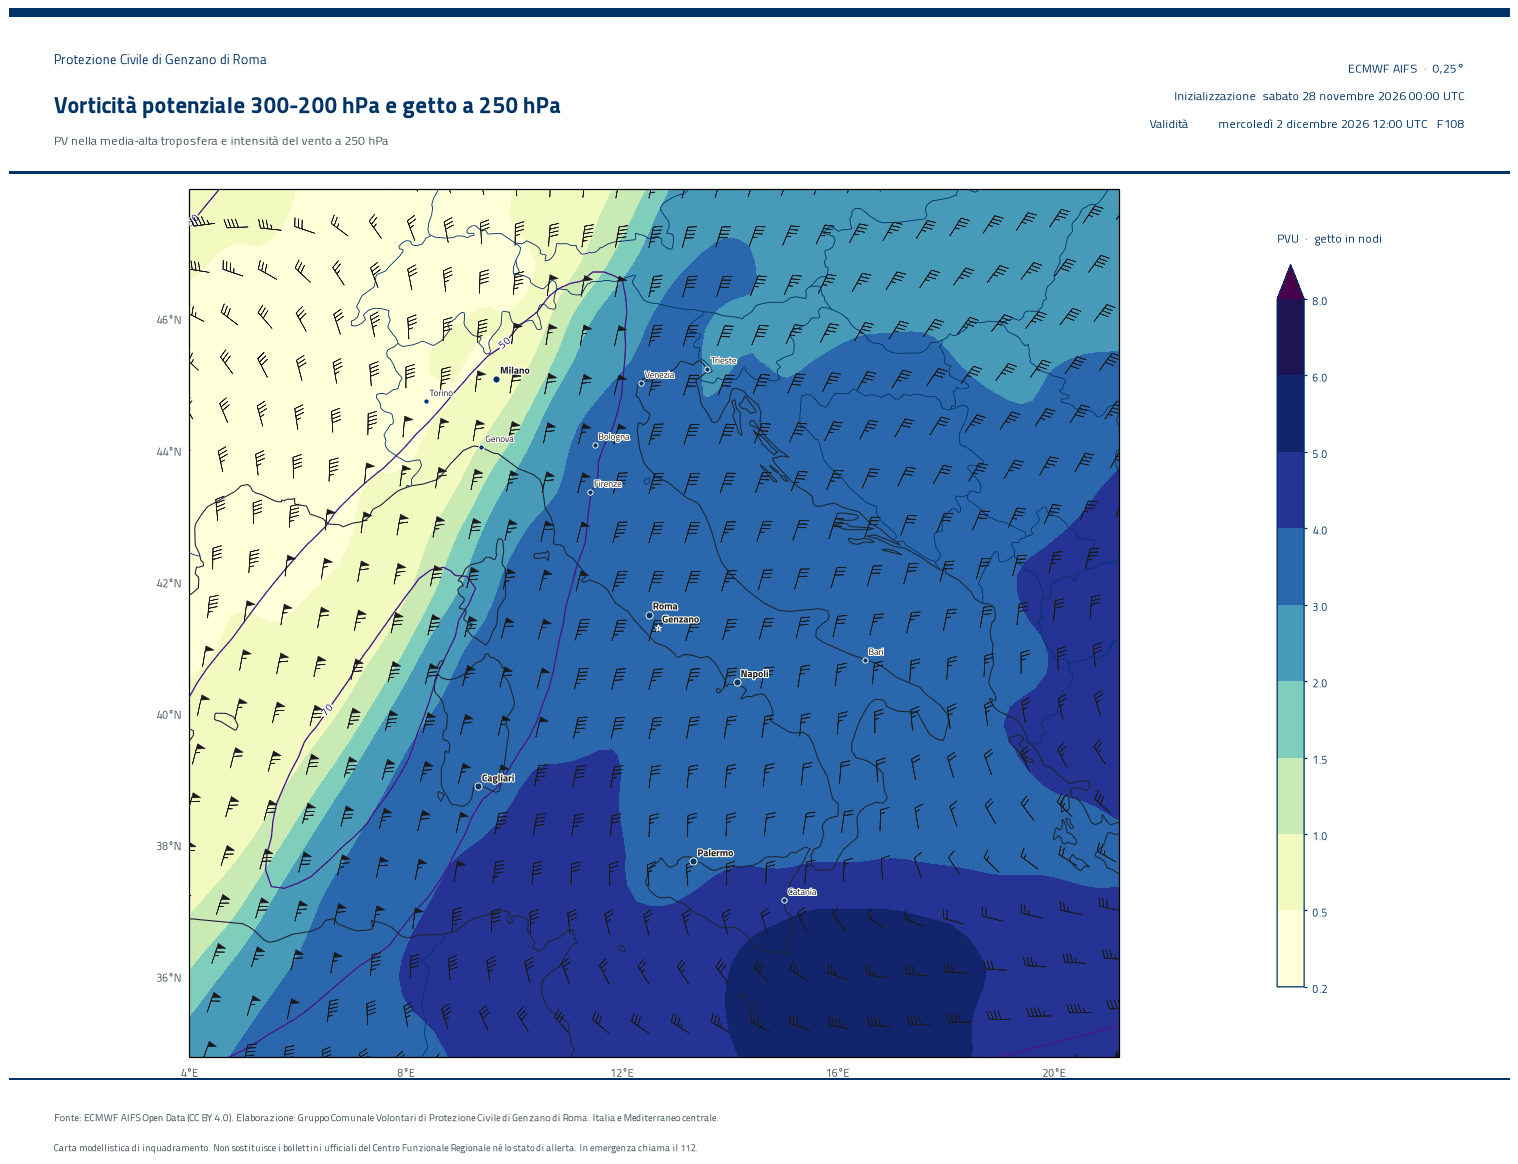 Protezione Civile di Genzano di Roma
Vorticità potenziale 300-200 hPa e getto a 250 hPa
PV nella media-alta troposfera e intensità del vento a 250 hPa
ECMWF AIFS · 0,25°
Inizializzazione sabato 28 novembre 2026 00:00 UTC
Validità mercoledì 2 dicembre 2026 12:00 UTC F108
PVU · getto in nodi
8.0
6.0
5.0
4.0
3.0
2.0
1.5
1.0
0.5
0.2
46°N
44°N
42°N
40°N
38°N
36°N
4°E
8°E
12°E
16°E
20°E
50
70
Milano
Torino
Venezia
Trieste
Genova
Bologna
Firenze
Roma
Genzano
Napoli
Bari
Cagliari
Palermo
Catania
Fonte: ECMWF AIFS Open Data (CC BY 4.0). Elaborazione: Gruppo Comunale Volontari di Protezione Civile di Genzano di Roma. Italia e Mediterraneo centrale.
Carta modellistica di inquadramento. Non sostituisce i bollettini ufficiali del Centro Funzionale Regionale né lo stato di allerta. In emergenza chiama il 112.